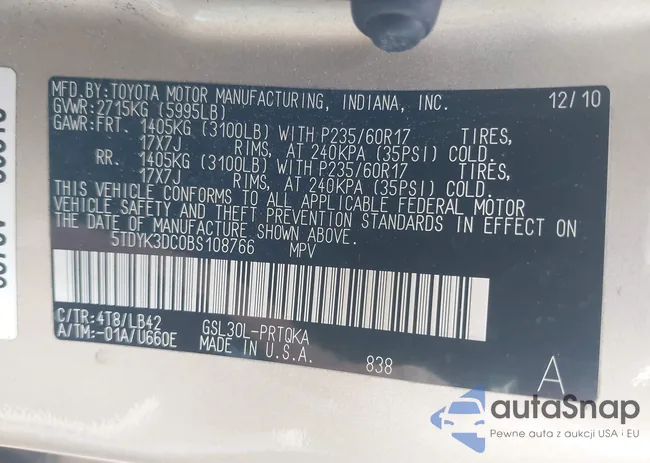 MFD.BY:TOYOTA MOTOR MANUFACTURING, INDIANA, INC. 12/10
GVWR:2715KG (5995LB)
GAWR:FRT. 1405KG (3100LB) WITH P235/60R17 TIRES,
17X7J RIMS, AT 240KPA (35PSI) COLD.
RR. 1405KG (3100LB) WITH P235/60R17 TIRES,
17X7J RIMS, AT 240KPA (35PSI) COLD.
THIS VEHICLE CONFORMS TO ALL APPLICABLE FEDERAL MOTOR
VEHICLE SAFETY AND THEFT PREVENTION STANDARDS IN EFFECT ON
THE DATE OF MANUFACTURE SHOWN ABOVE.
5TDYK3DC0BS108766 MPV
C/TR:4T8/LB42 GSL30L-PRTQKA
A/TM:-01A/U660E MADE IN U.S.A.
838 A
autaSnap
Pewne auta z aukcji USA i EU